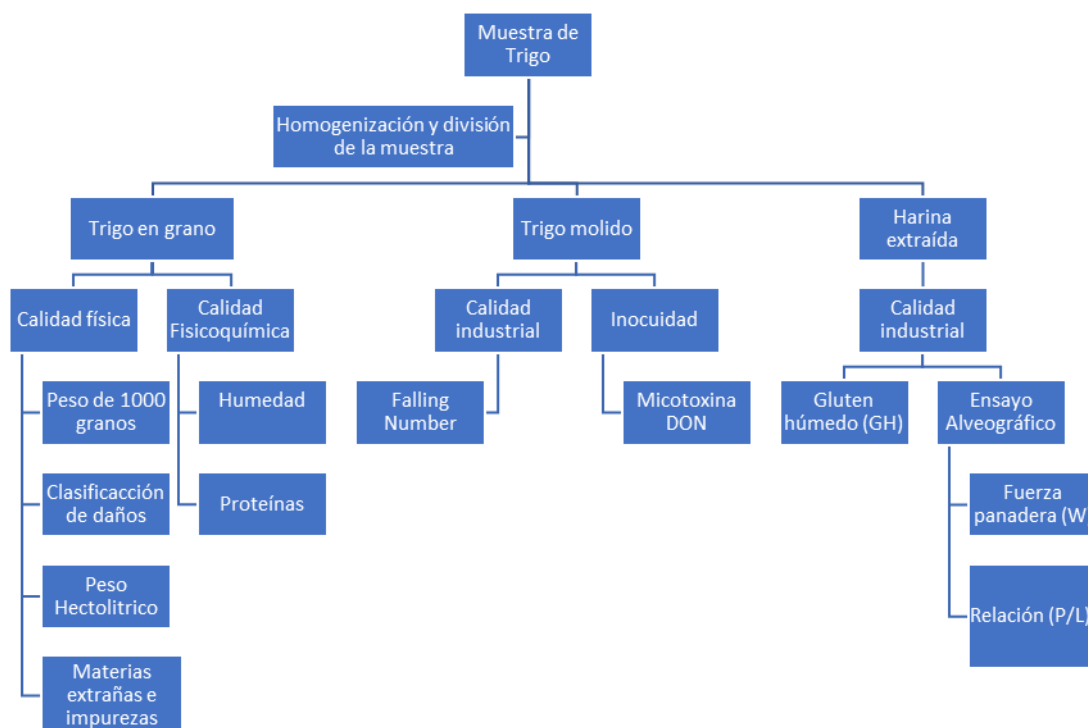 Muestra de
Trigo
Homogenización y división
de la muestra
Trigo en grano
Trigo molido
Harina
extraída
Calidad física
Calidad
Fisicoquímica
Calidad
industrial
Inocuidad
Calidad
industrial
Peso de 1000
granos
Humedad
Falling
Number
Micotoxina
DON
Gluten
húmedo (GH)
Ensayo
Alveográfico
Clasificacción
de daños
Proteínas
Fuerza
panadera (W)
Peso
Hectolitrico
Relación (P/L)
Materias
extrañas e
impurezas